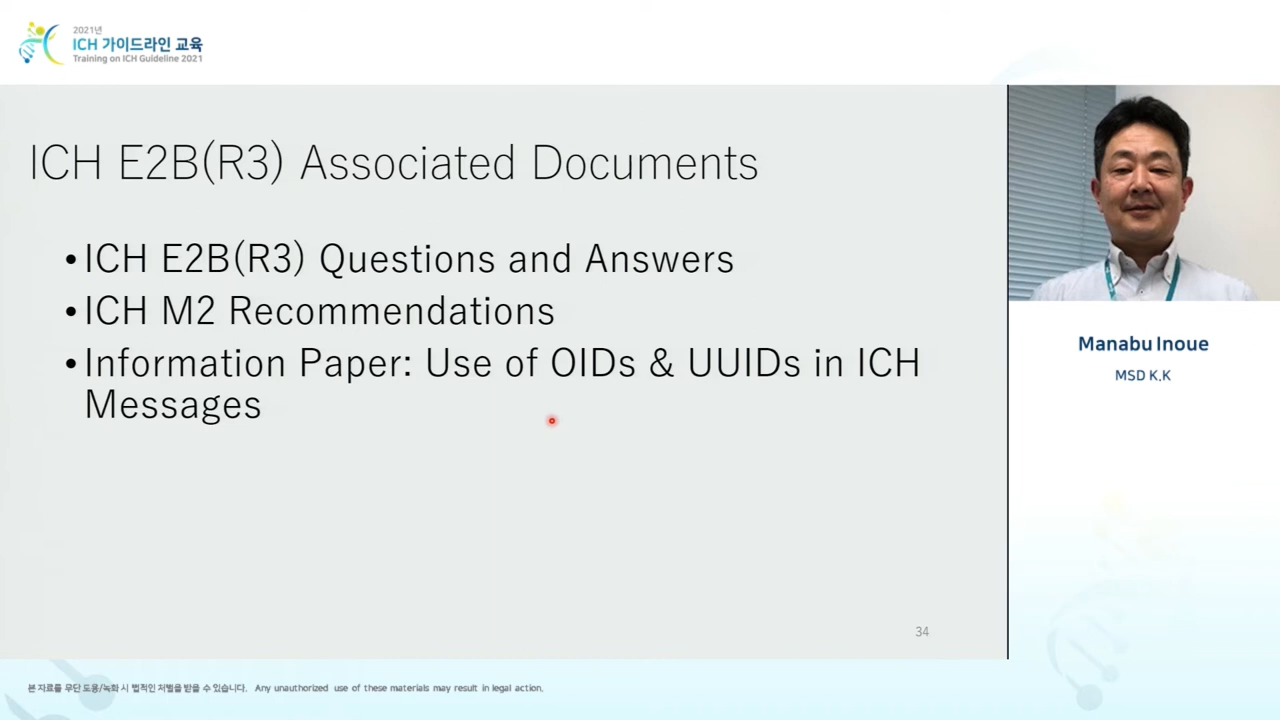 2021년
ICH 가이드라인 교육
Training on ICH Guideline 2021
ICH E2B(R3) Associated Documents
•ICH E2B(R3) Questions and Answers
•ICH M2 Recommendations
•Information Paper: Use of OIDs & UUIDs in ICH
Messages
34
Manabu Inoue
MSD K.K
본 자료를 무단 도용/녹화 시 법적인 처벌을 받을 수 있습니다. Any unauthorized use of these materials may result in legal action.